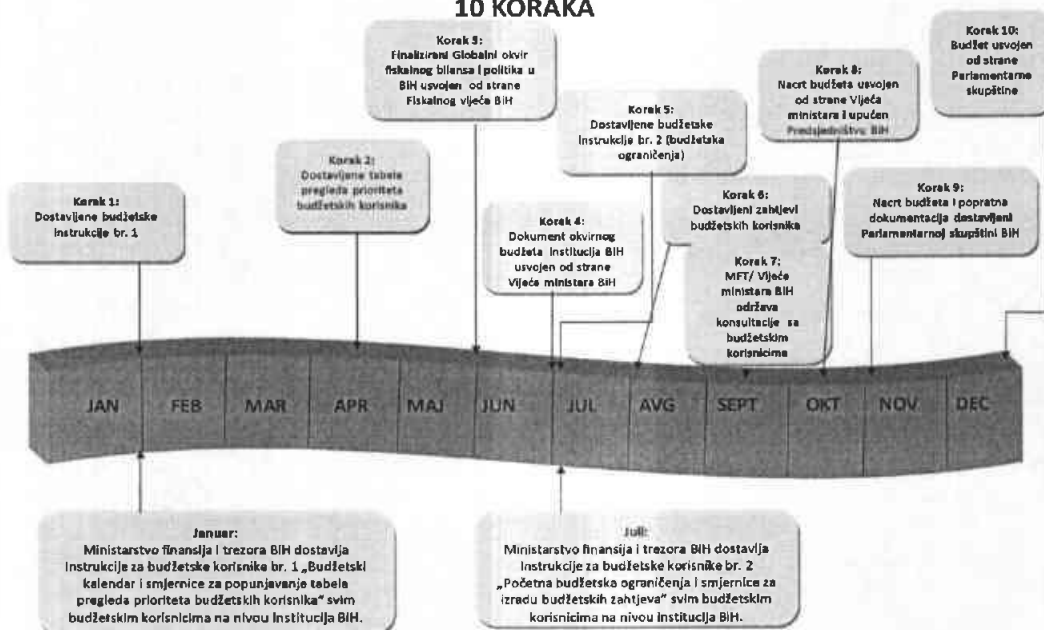 10 KORAKA
Korak 1:
Dostavljene budžetske
instrukcije br. 1
Korak 2:
Dostavljene tabele
pregleda prioriteta
budžetskih korisnika
Korak 3:
Finalizirani Globalni okvir
fiskalnog bilansa i politika u
BiH usvojen od strane
Fiskalnog vijeća BiH
Korak 4:
Dokument okvirnog
budžeta institucija BiH
usvojen od strane
Vijeća ministara BiH
Korak 5:
Dostavljene budžetske
instrukcije br. 2 (budžetska
ograničenja)
Korak 6:
Dostavljeni zahtjevi
budžetskih korisnika
Korak 7:
MFT/ Vijeće
ministara BiH
održava
konsultacije sa
budžetskim
korisnicima
Korak 8:
Nacrt budžeta usvojen
od strane Vijeća
ministara i upućen
Predsjedništvu BiH
Korak 9:
Nacrt budžeta i popratna
dokumentacija dostavljeni
Parlamentarnoj skupštini BiH
Korak 10:
Budžet usvojen
od strane
Parlamentarne
skupštine
JAN FEB MAR APR MAJ JUN JUL AVG SEPT OKT NOV DEC
Januar:
Ministarstvo finansija i trezora BiH dostavlja
Instrukcije za budžetske korisnike br. 1 „Budžetski
kalendar i smjernice za popunjavanje tabela
pregleda prioriteta budžetskih korisnika“ svim
budžetskim korisnicima na nivou institucija BiH.
Juli:
Ministarstvo finansija i trezora BiH dostavlja
Instrukcije za budžetske korisnike br. 2
„Početna budžetska ograničenja i smjernice za
izradu budžetskih zahtjeva“ svim budžetskim
korisnicima na nivou institucija BiH.